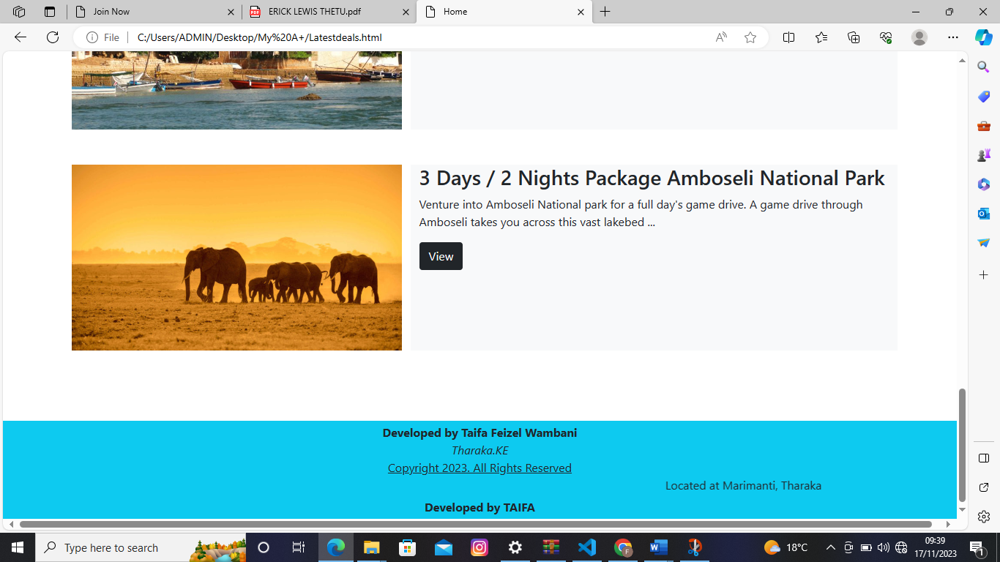 Join Now
ERICK LEWIS THETU.pdf
Home
File
C:/Users/ADMIN/Desktop/My%20A+/Latestdeals.html
3 Days / 2 Nights Package Amboseli National Park
Venture into Amboseli National park for a full day's game drive. A game drive through
Amboseli takes you across this vast lakebed ...
View
Developed by Taifa Feizel Wambani
Tharaka.KE
Copyright 2023. All Rights Reserved
Located at Marimanti, Tharaka
Developed by TAIFA
Type here to search
18°C
09:39
17/11/2023
1